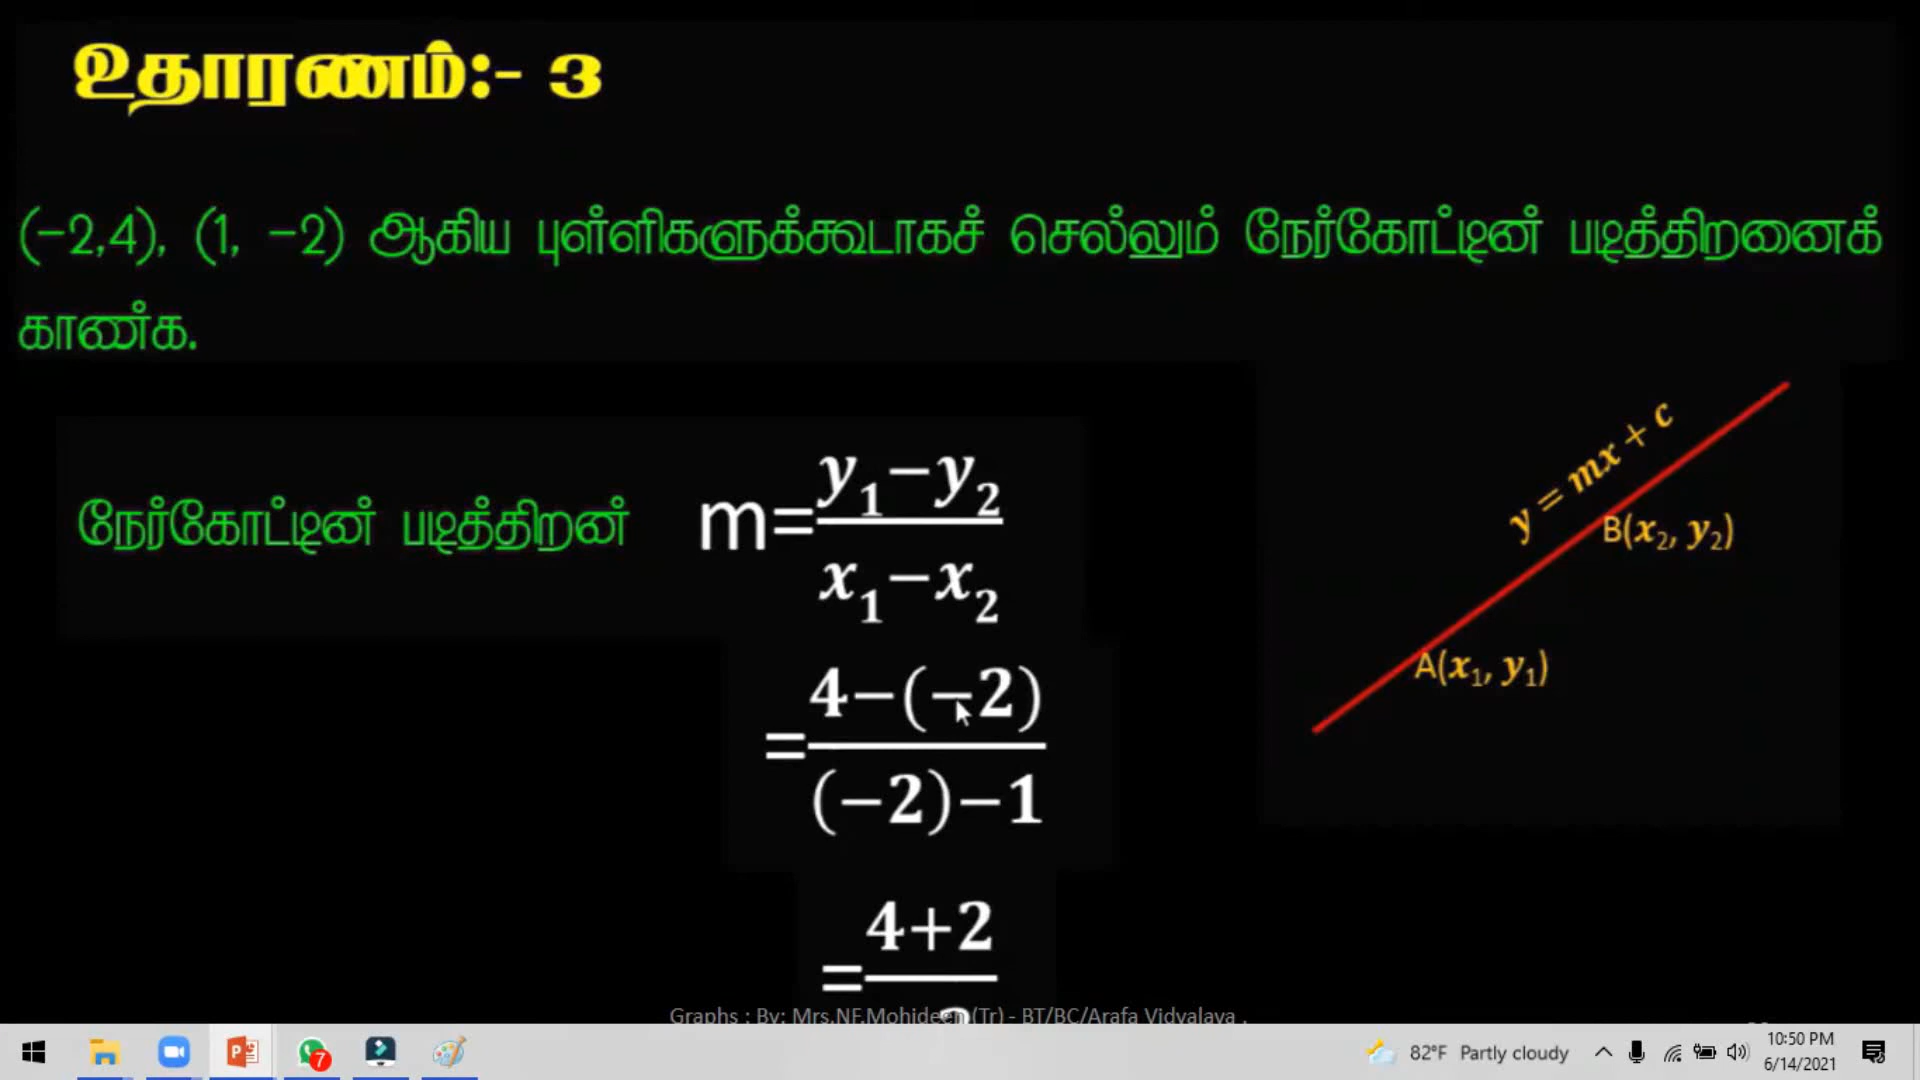 உதாரணம்:- 3
(-2,4), (1, -2) ஆகிய புள்ளிகளுக்கூடாகச் செல்லும் நேர்கோட்டின் படித்திறனைக்
காண்க.
நேர்கோட்டின் படித்திறன் m=y₁−y₂
x₁−x₂
y = mx + c
B(x₂, y₂)
A(x₁, y₁)
=4−(−2)
(−2)−1
=4+2
Graphs : By: Mrs.NF.Mohideen (Tr) - BT/BC/Arafa Vidyalaya .
7
82°F Partly cloudy
10:50 PM
6/14/2021